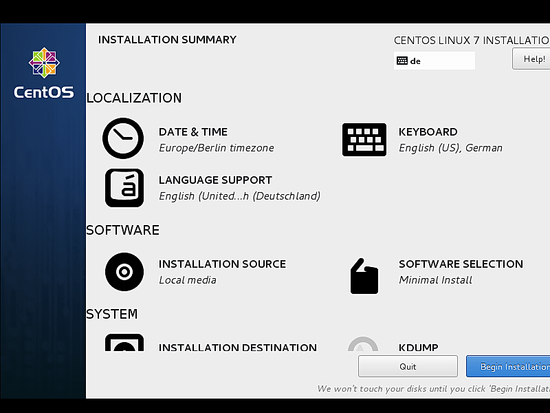 INSTALLATION SUMMARY
CENTOS LINUX 7 INSTALLATIO
de
Help!
CentOS
LOCALIZATION
DATE & TIME
Europe/Berlin timezone
KEYBOARD
English (US), German
LANGUAGE SUPPORT
English (United...h (Deutschland)
SOFTWARE
INSTALLATION SOURCE
Local media
SOFTWARE SELECTION
Minimal Install
SYSTEM
INSTALLATION DESTINATION
KDUMP
Quit
Begin Installation
We won't touch your disks until you click 'Begin Installati